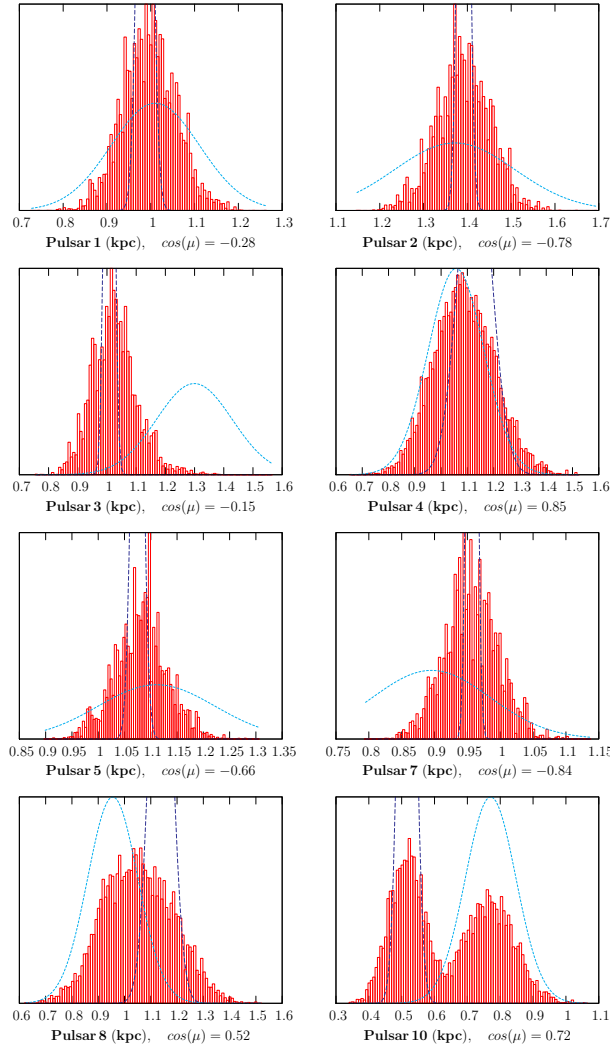 0.7 0.8 0.9 1 1.1 1.2 1.3
Pulsar 1 (kpc), cos(μ) = −0.28
1.1 1.2 1.3 1.4 1.5 1.6 1.7
Pulsar 2 (kpc), cos(μ) = −0.78
0.7 0.8 0.9 1 1.1 1.2 1.3 1.4 1.5 1.6
Pulsar 3 (kpc), cos(μ) = −0.15
0.6 0.7 0.8 0.9 1 1.1 1.2 1.3 1.4 1.5 1.6
Pulsar 4 (kpc), cos(μ) = 0.85
0.85 0.9 0.95 1 1.05 1.1 1.15 1.2 1.25 1.3 1.35
Pulsar 5 (kpc), cos(μ) = −0.66
0.75 0.8 0.85 0.9 0.95 1 1.05 1.1 1.15
Pulsar 7 (kpc), cos(μ) = −0.84
0.6 0.7 0.8 0.9 1 1.1 1.2 1.3 1.4 1.5 1.6
Pulsar 8 (kpc), cos(μ) = 0.52
0.3 0.4 0.5 0.6 0.7 0.8 0.9 1 1.1
Pulsar 10 (kpc), cos(μ) = 0.72